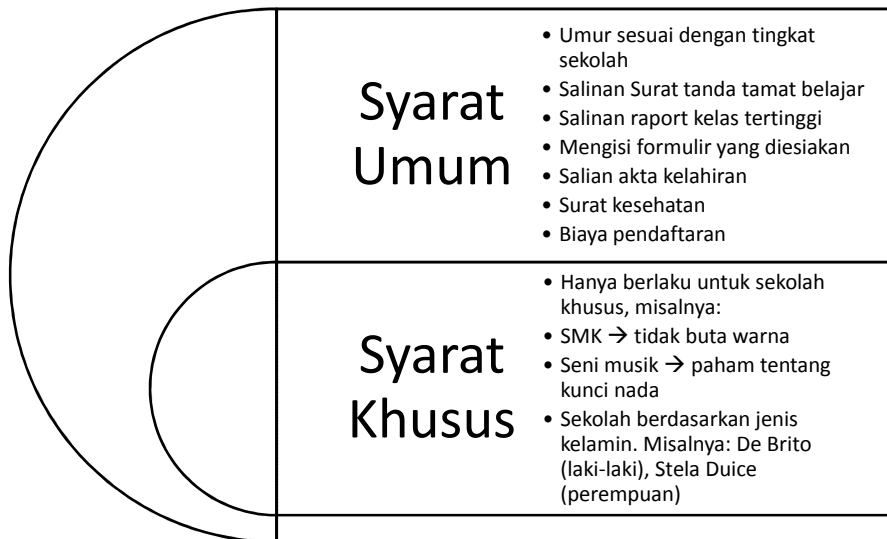 Syarat
Umum
• Umur sesuai dengan tingkat
sekolah
• Salinan Surat tanda tamat belajar
• Salinan raport kelas tertinggi
• Mengisi formulir yang diesiakan
• Salian akta kelahiran
• Surat kesehatan
• Biaya pendaftaran
Syarat
Khusus
• Hanya berlaku untuk sekolah
khusus, misalnya:
• SMK → tidak buta warna
• Seni musik → paham tentang
kunci nada
• Sekolah berdasarkan jenis
kelamin. Misalnya: De Brito
(laki-laki), Stela Duice
(perempuan)